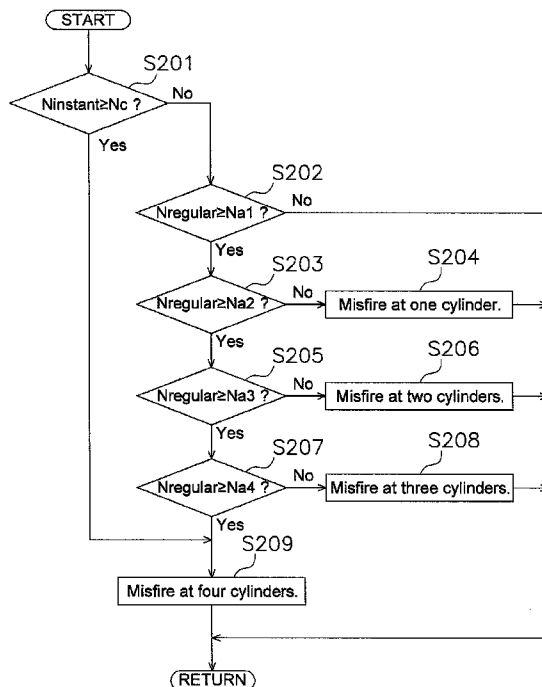 START
S201
Ninstant≥Nc ?
No
Yes
S202
Nregular≥Na1 ?
No
Yes
S203
S204
Nregular≥Na2 ?
No
Misfire at one cylinder.
Yes
S205
S206
Nregular≥Na3 ?
No
Misfire at two cylinders.
Yes
S207
S208
Nregular≥Na4 ?
No
Misfire at three cylinders.
Yes
S209
Misfire at four cylinders.
RETURN